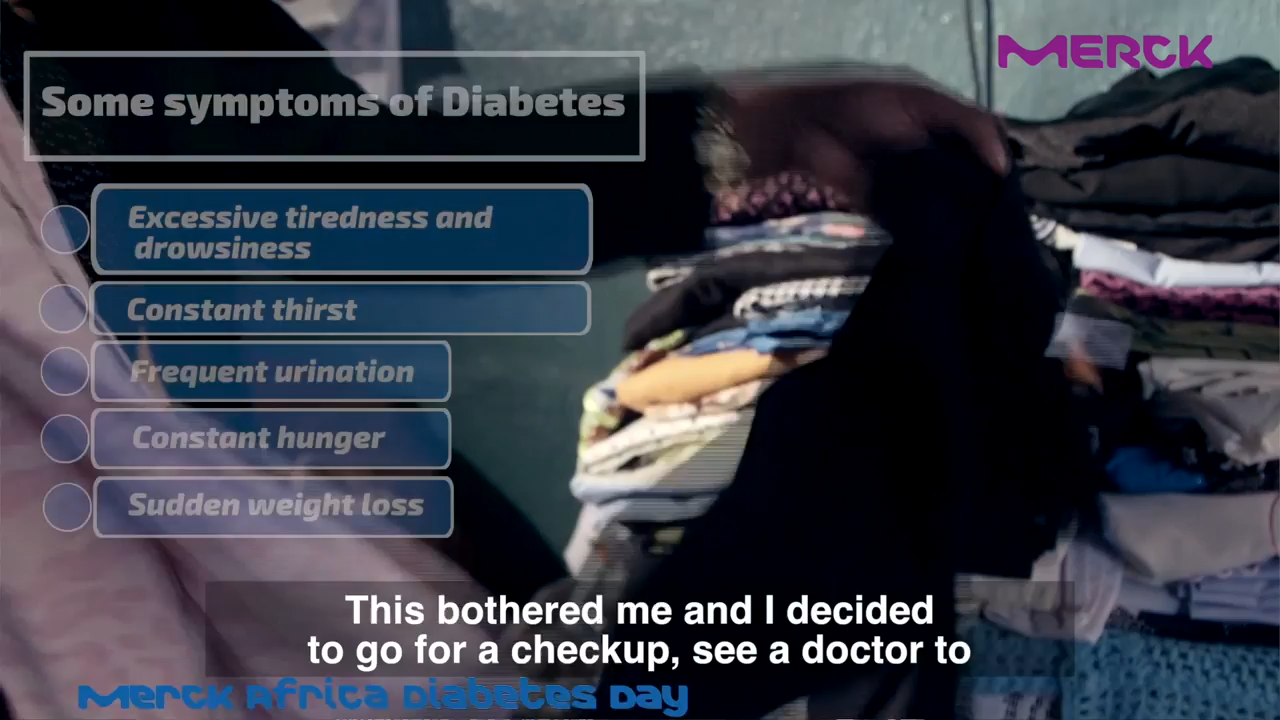 MERCK
Some symptoms of Diabetes
Excessive tiredness and
drowsiness
Constant thirst
Frequent urination
Constant hunger
Sudden weight loss
This bothered me and I decided
to go for a checkup, see a doctor to
Merck Africa Diabetes Day